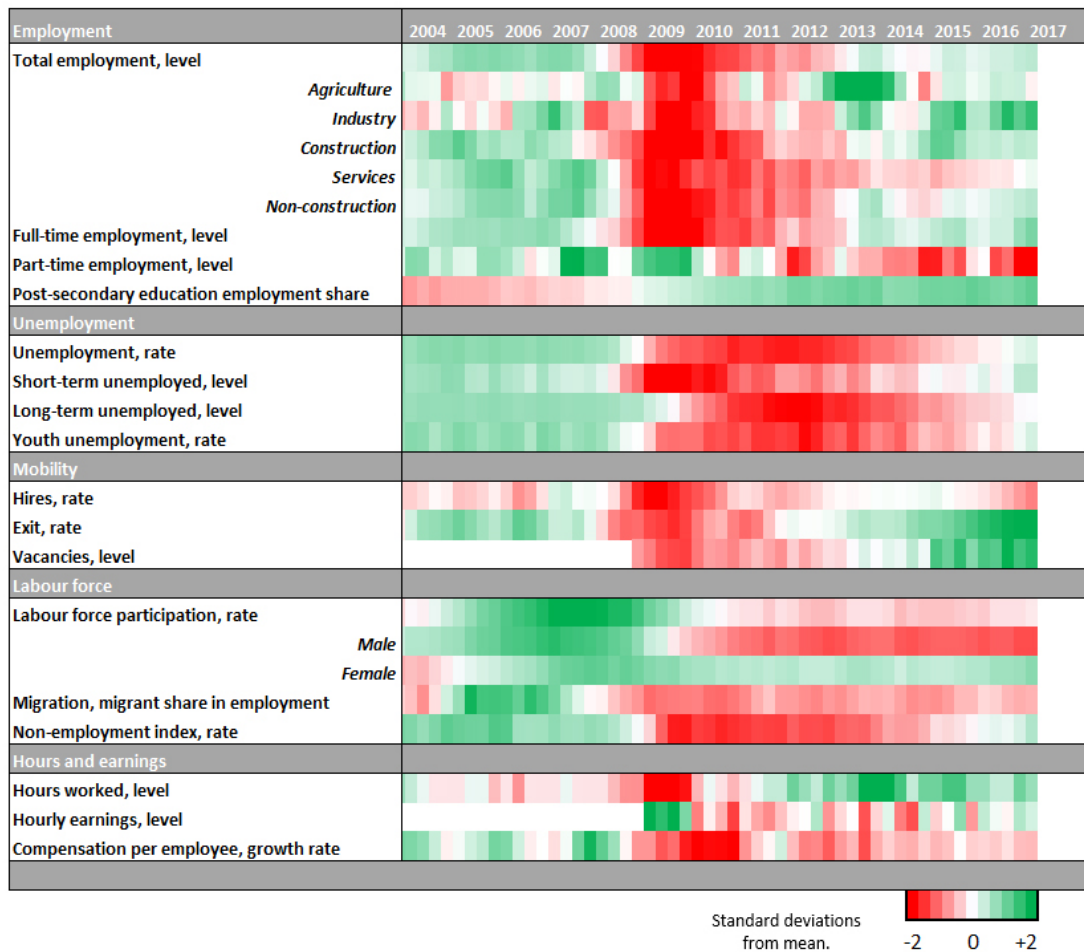 Employment 2004 2005 2006 2007 2008 2009 2010 2011 2012 2013 2014 2015 2016 2017
Total employment, level
Agriculture
Industry
Construction
Services
Non-construction
Full-time employment, level
Part-time employment, level
Post-secondary education employment share
Unemployment
Unemployment, rate
Short-term unemployed, level
Long-term unemployed, level
Youth unemployment, rate
Mobility
Hires, rate
Exit, rate
Vacancies, level
Labour force
Labour force participation, rate
Male
Female
Migration, migrant share in employment
Non-employment index, rate
Hours and earnings
Hours worked, level
Hourly earnings, level
Compensation per employee, growth rate
Standard deviations
from mean. -2 0 +2